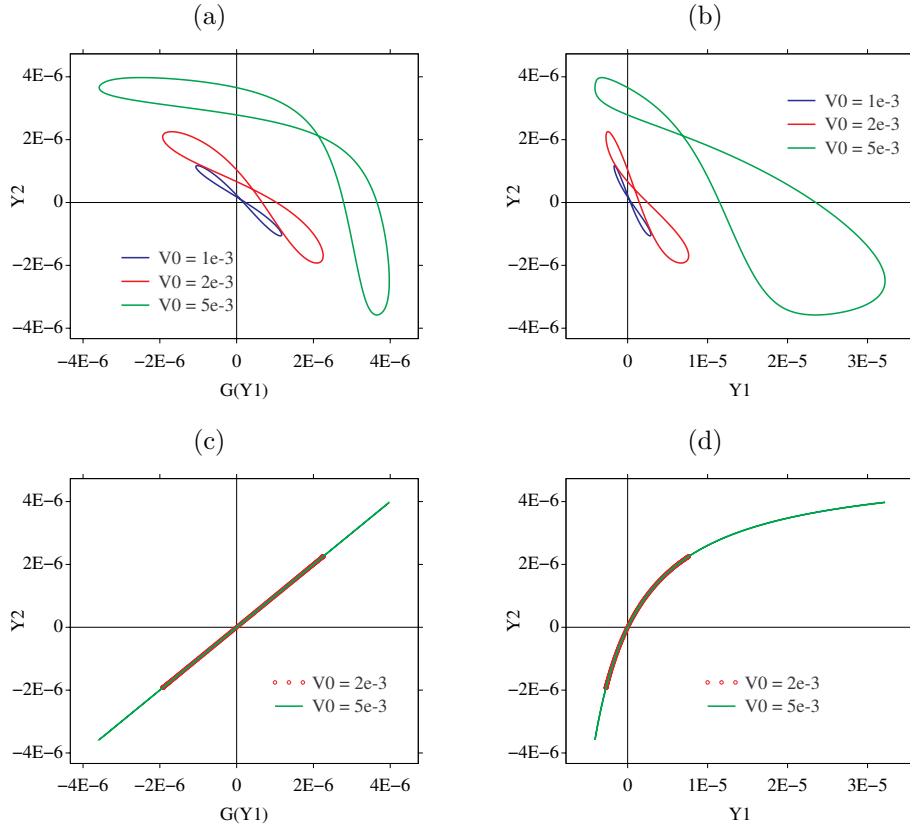 (a)
4E-6
2E-6
0
−2E-6
−4E-6
Y2
V0 = 1e-3
V0 = 2e-3
V0 = 5e-3
−4E-6 −2E-6 0 2E-6 4E-6
G(Y1)
(b)
4E-6
2E-6
0
−2E-6
−4E-6
Y2
V0 = 1e-3
V0 = 2e-3
V0 = 5e-3
0 1E-5 2E-5 3E-5
Y1
(c)
4E-6
2E-6
0
−2E-6
−4E-6
Y2
V0 = 2e-3
V0 = 5e-3
−4E-6 −2E-6 0 2E-6 4E-6
G(Y1)
(d)
4E-6
2E-6
0
−2E-6
−4E-6
Y2
V0 = 2e-3
V0 = 5e-3
0 1E-5 2E-5 3E-5
Y1